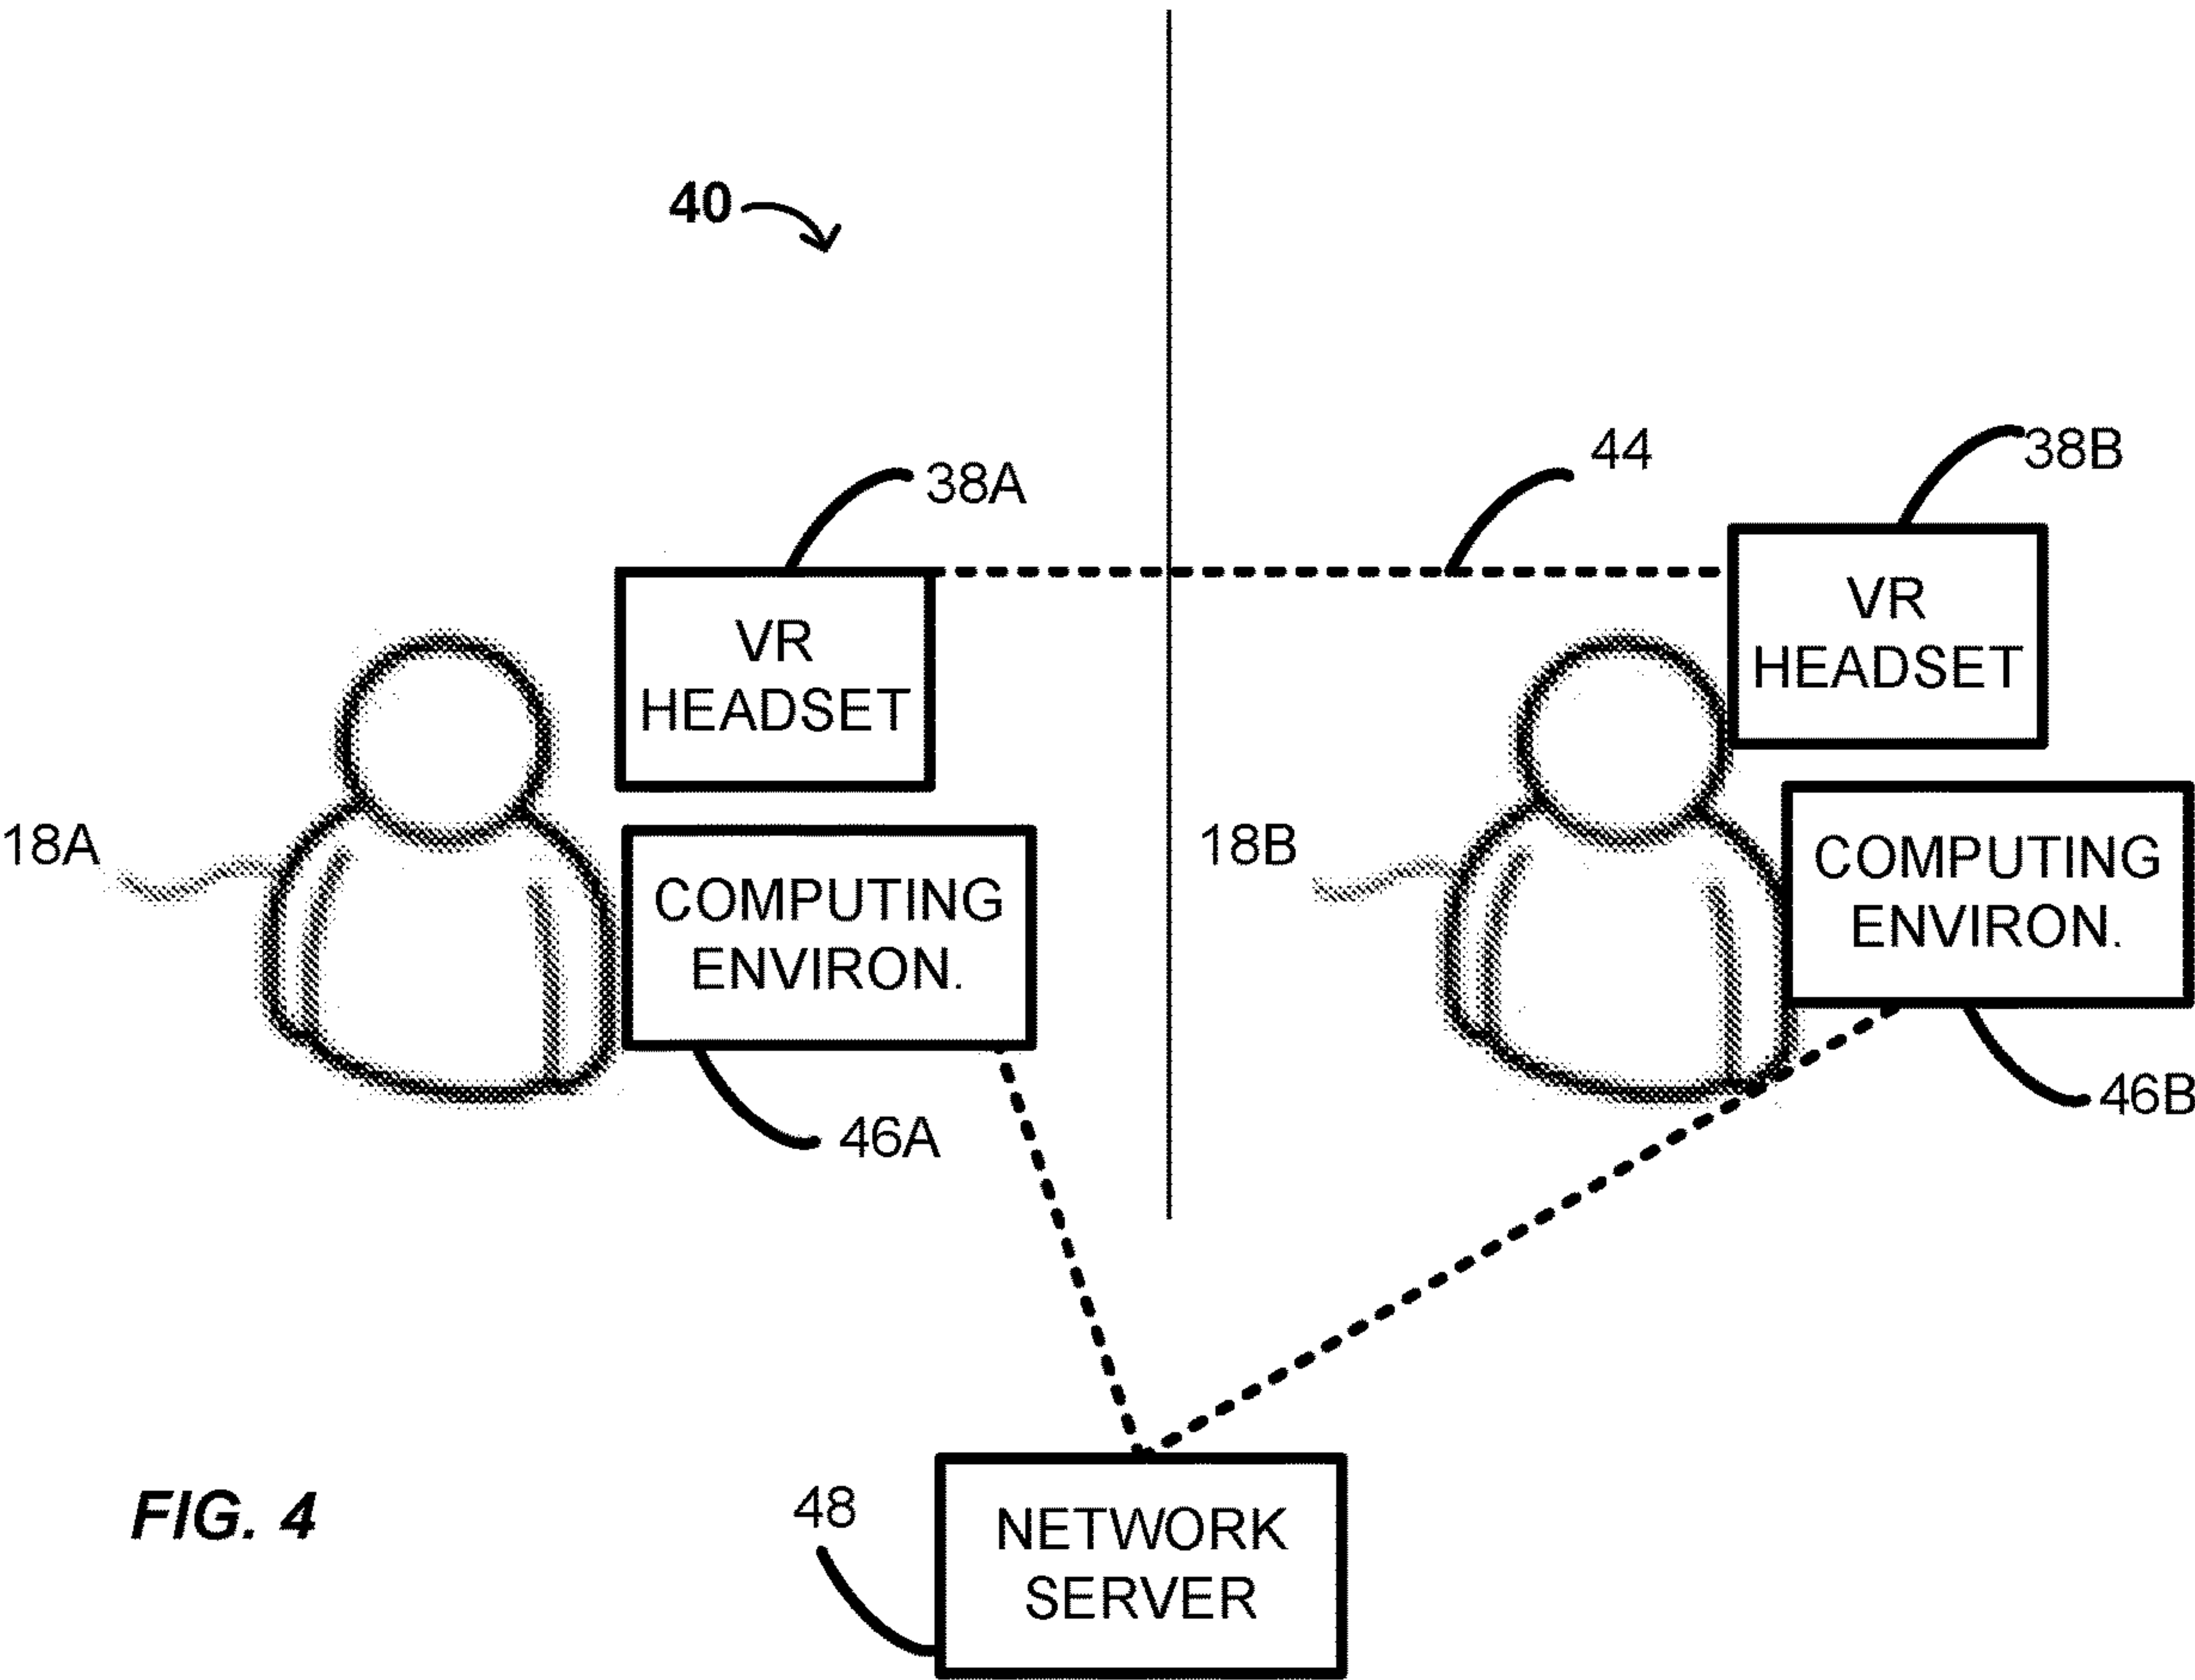 40
38A
44
38B
VR
HEADSET
VR
HEADSET
18A
COMPUTING
ENVIRON.
18B
COMPUTING
ENVIRON.
46A
46B
48
NETWORK
SERVER
FIG. 4